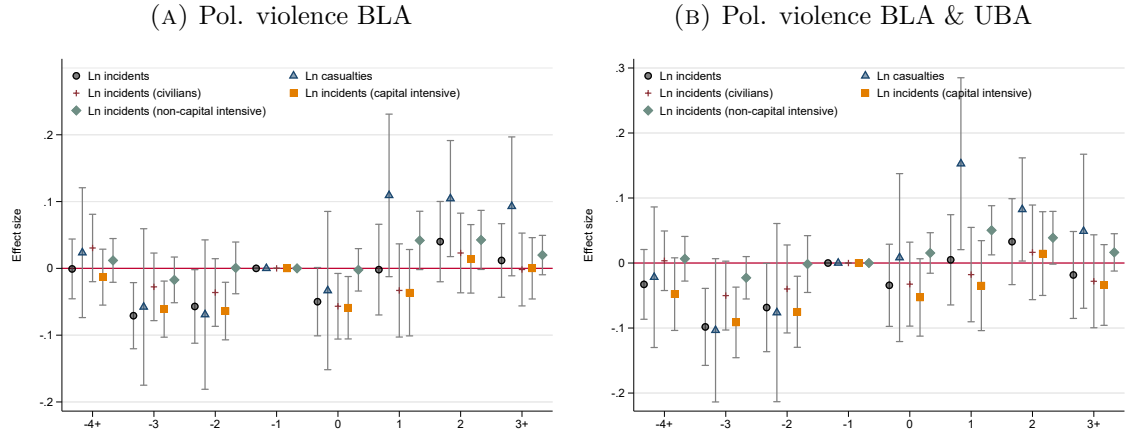 (A) Pol. violence BLA
Ln incidents
Ln casualties
Ln incidents (civilians)
Ln incidents (capital intensive)
Ln incidents (non-capital intensive)
Effect size
.2
.1
0
-.1
-.2
-4+ -3 -2 -1 0 1 2 3+
(B) Pol. violence BLA & UBA
Ln incidents
Ln casualties
Ln incidents (civilians)
Ln incidents (capital intensive)
Ln incidents (non-capital intensive)
Effect size
.3
.2
.1
0
-.1
-.2
-4+ -3 -2 -1 0 1 2 3+